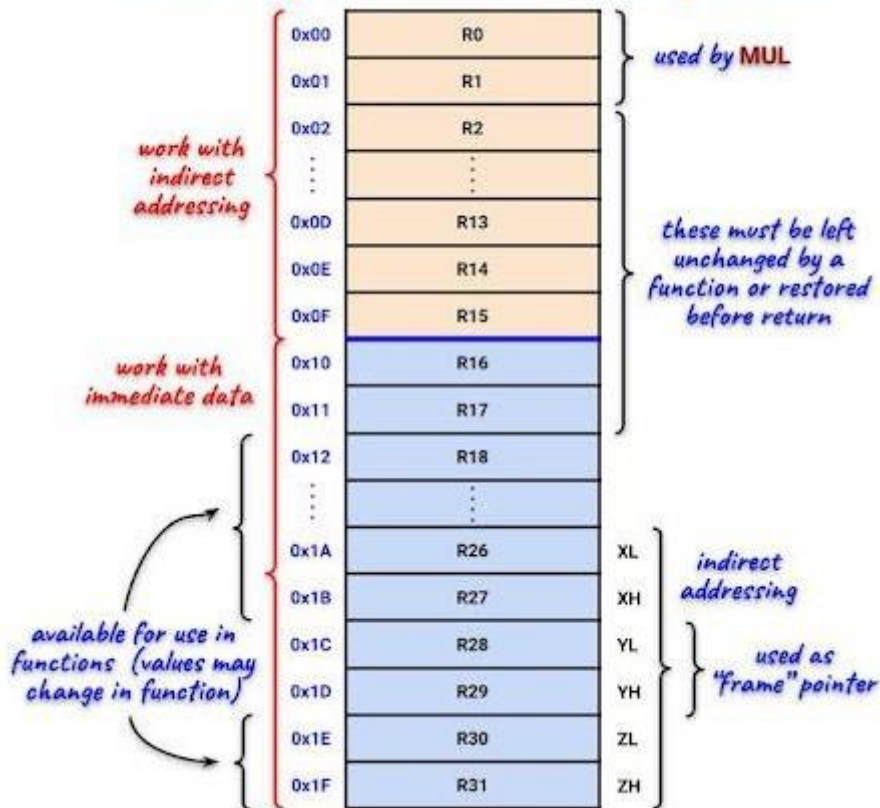 0x00 R0
0x01 R1
used by MUL
0x02 R2
work with
indirect
addressing
0x0D R13
0x0E R14
0x0F R15
these must be left
unchanged by a
function or restored
before return
work with
immediate data
0x10 R16
0x11 R17
0x12 R18
0x1A R26 XL
0x1B R27 XH
0x1C R28 YL
0x1D R29 YH
0x1E R30 ZL
0x1F R31 ZH
indirect
addressing
used as
"frame" pointer
available for use in
functions (values may
change in function)